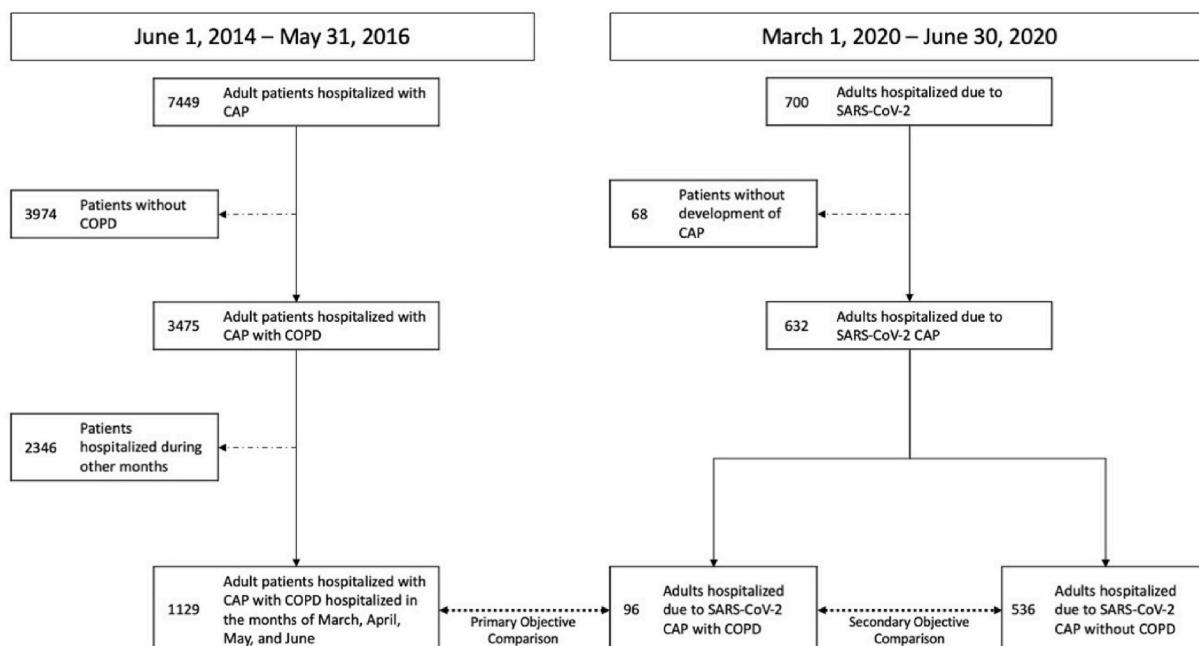 June 1, 2014 – May 31, 2016
7449
Adult patients hospitalized with
CAP
3974
Patients without
COPD
3475
Adult patients hospitalized with
CAP with COPD
2346
Patients
hospitalized during
other months
1129
Adult patients hospitalized with
CAP with COPD hospitalized in
the months of March, April,
May, and June
Primary Objective
Comparison
March 1, 2020 – June 30, 2020
700
Adults hospitalized due to
SARS-CoV-2
68
Patients without
development of
CAP
632
Adults hospitalized due to
SARS-CoV-2 CAP
96
Adults hospitalized
due to SARS-CoV-2
CAP with COPD
Secondary Objective
Comparison
536
Adults hospitalized
due to SARS-CoV-2
CAP without COPD